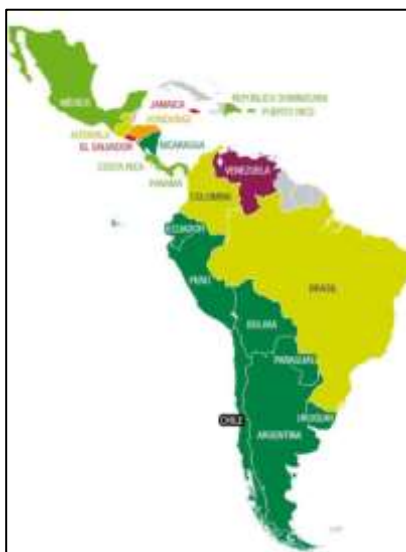 MÉXICO
JAMAICA
REPÚBLICA DOMINICANA
PUERTO RICO
HONDURAS
GUATEMALA
EL SALVADOR
NICARAGUA
COSTA RICA
PANAMÁ
VENEZUELA
COLOMBIA
ECUADOR
PERÚ
BRASIL
BOLIVIA
PARAGUAY
CHILE
URUGUAY
ARGENTINA